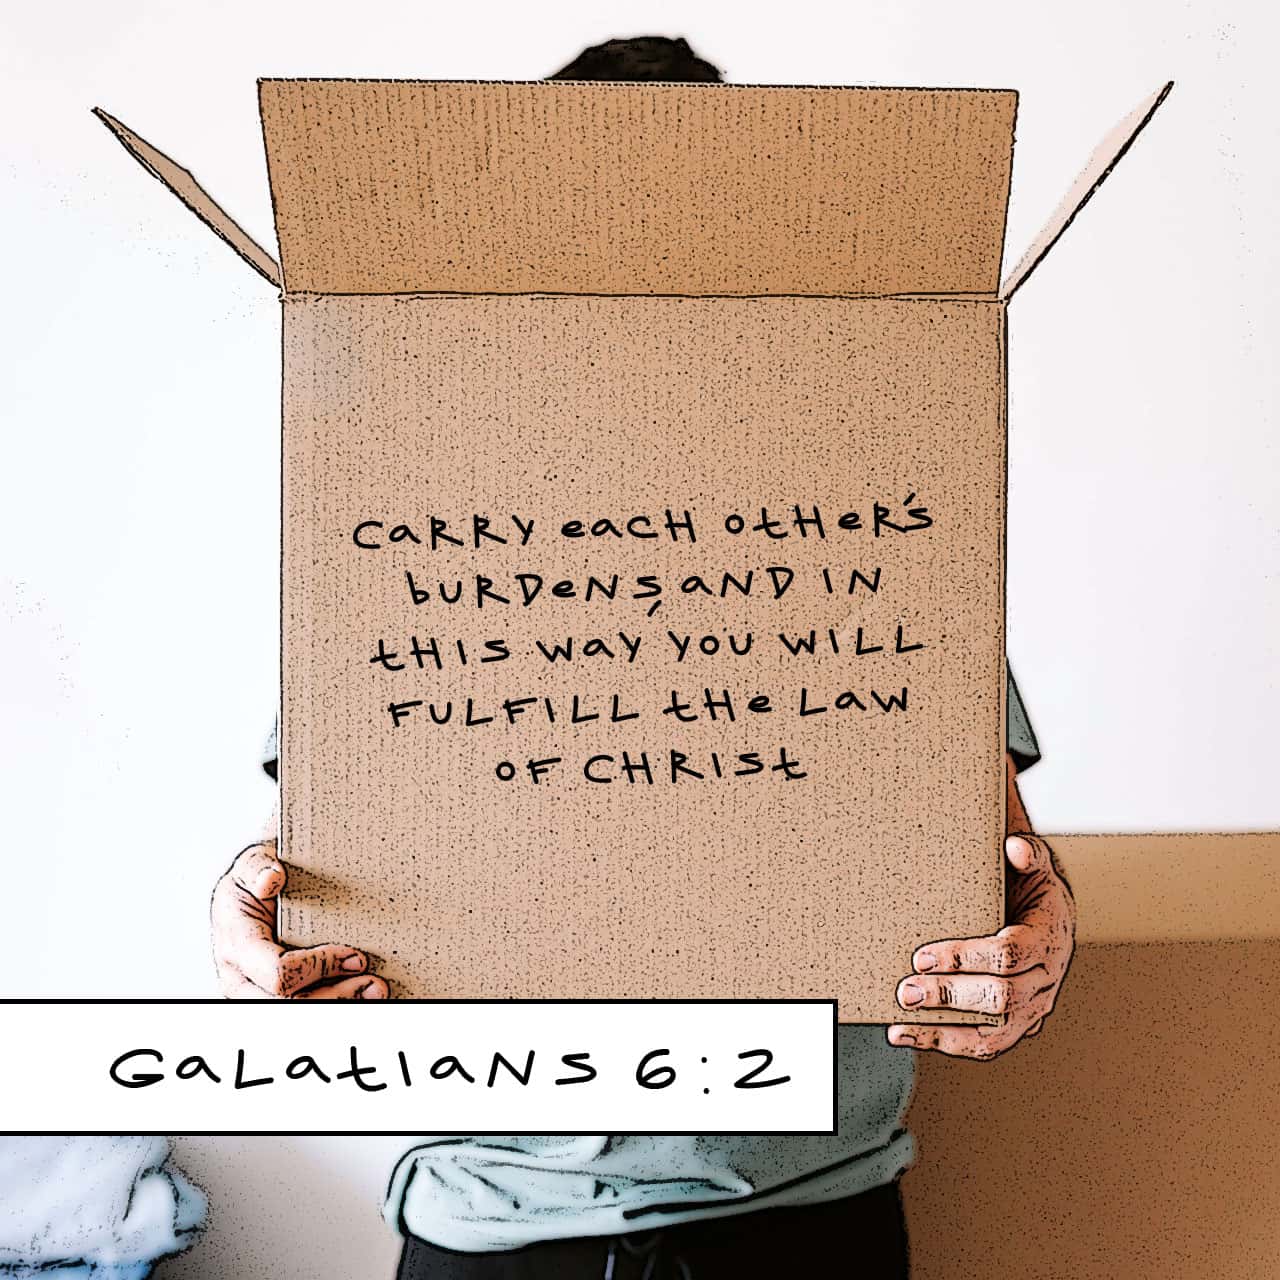 Carry each other's
burdens, and in
this way you will
fulfill the law
of Christ
Galatians 6:2